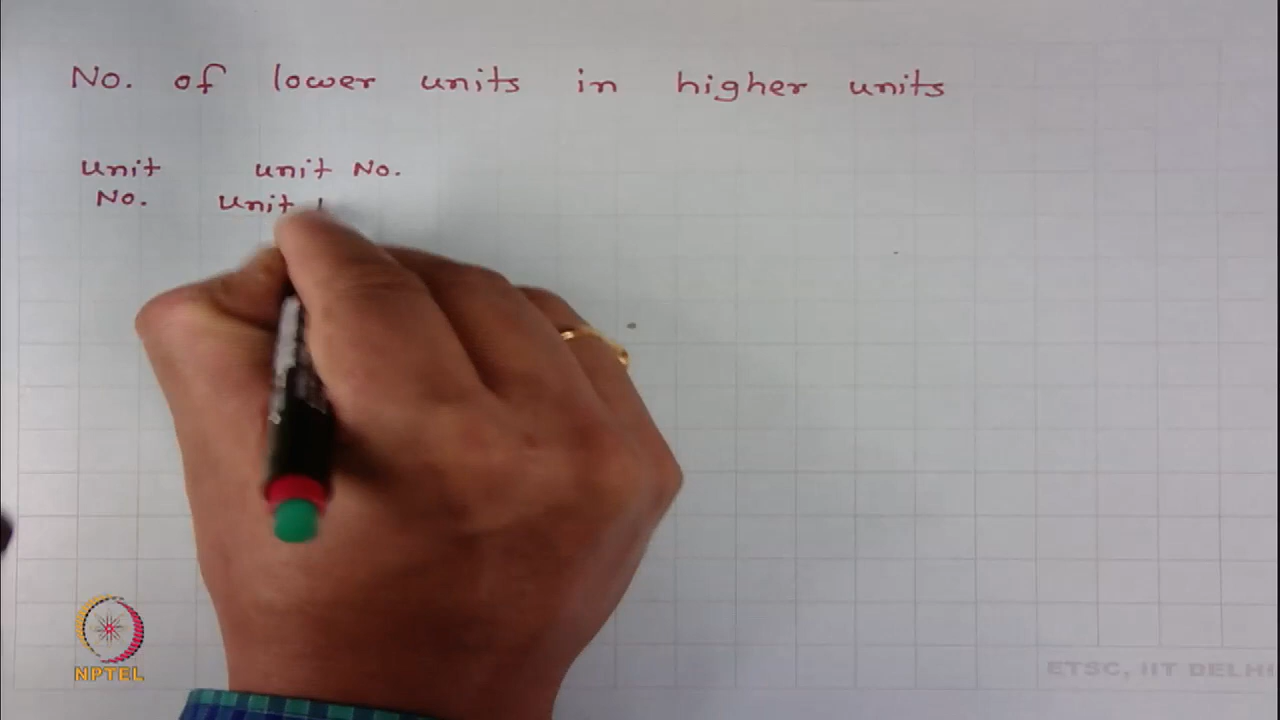 No. of lower units in higher units
Unit unit No.
No. Unit
NPTEL
ETSC, IIT DELHI